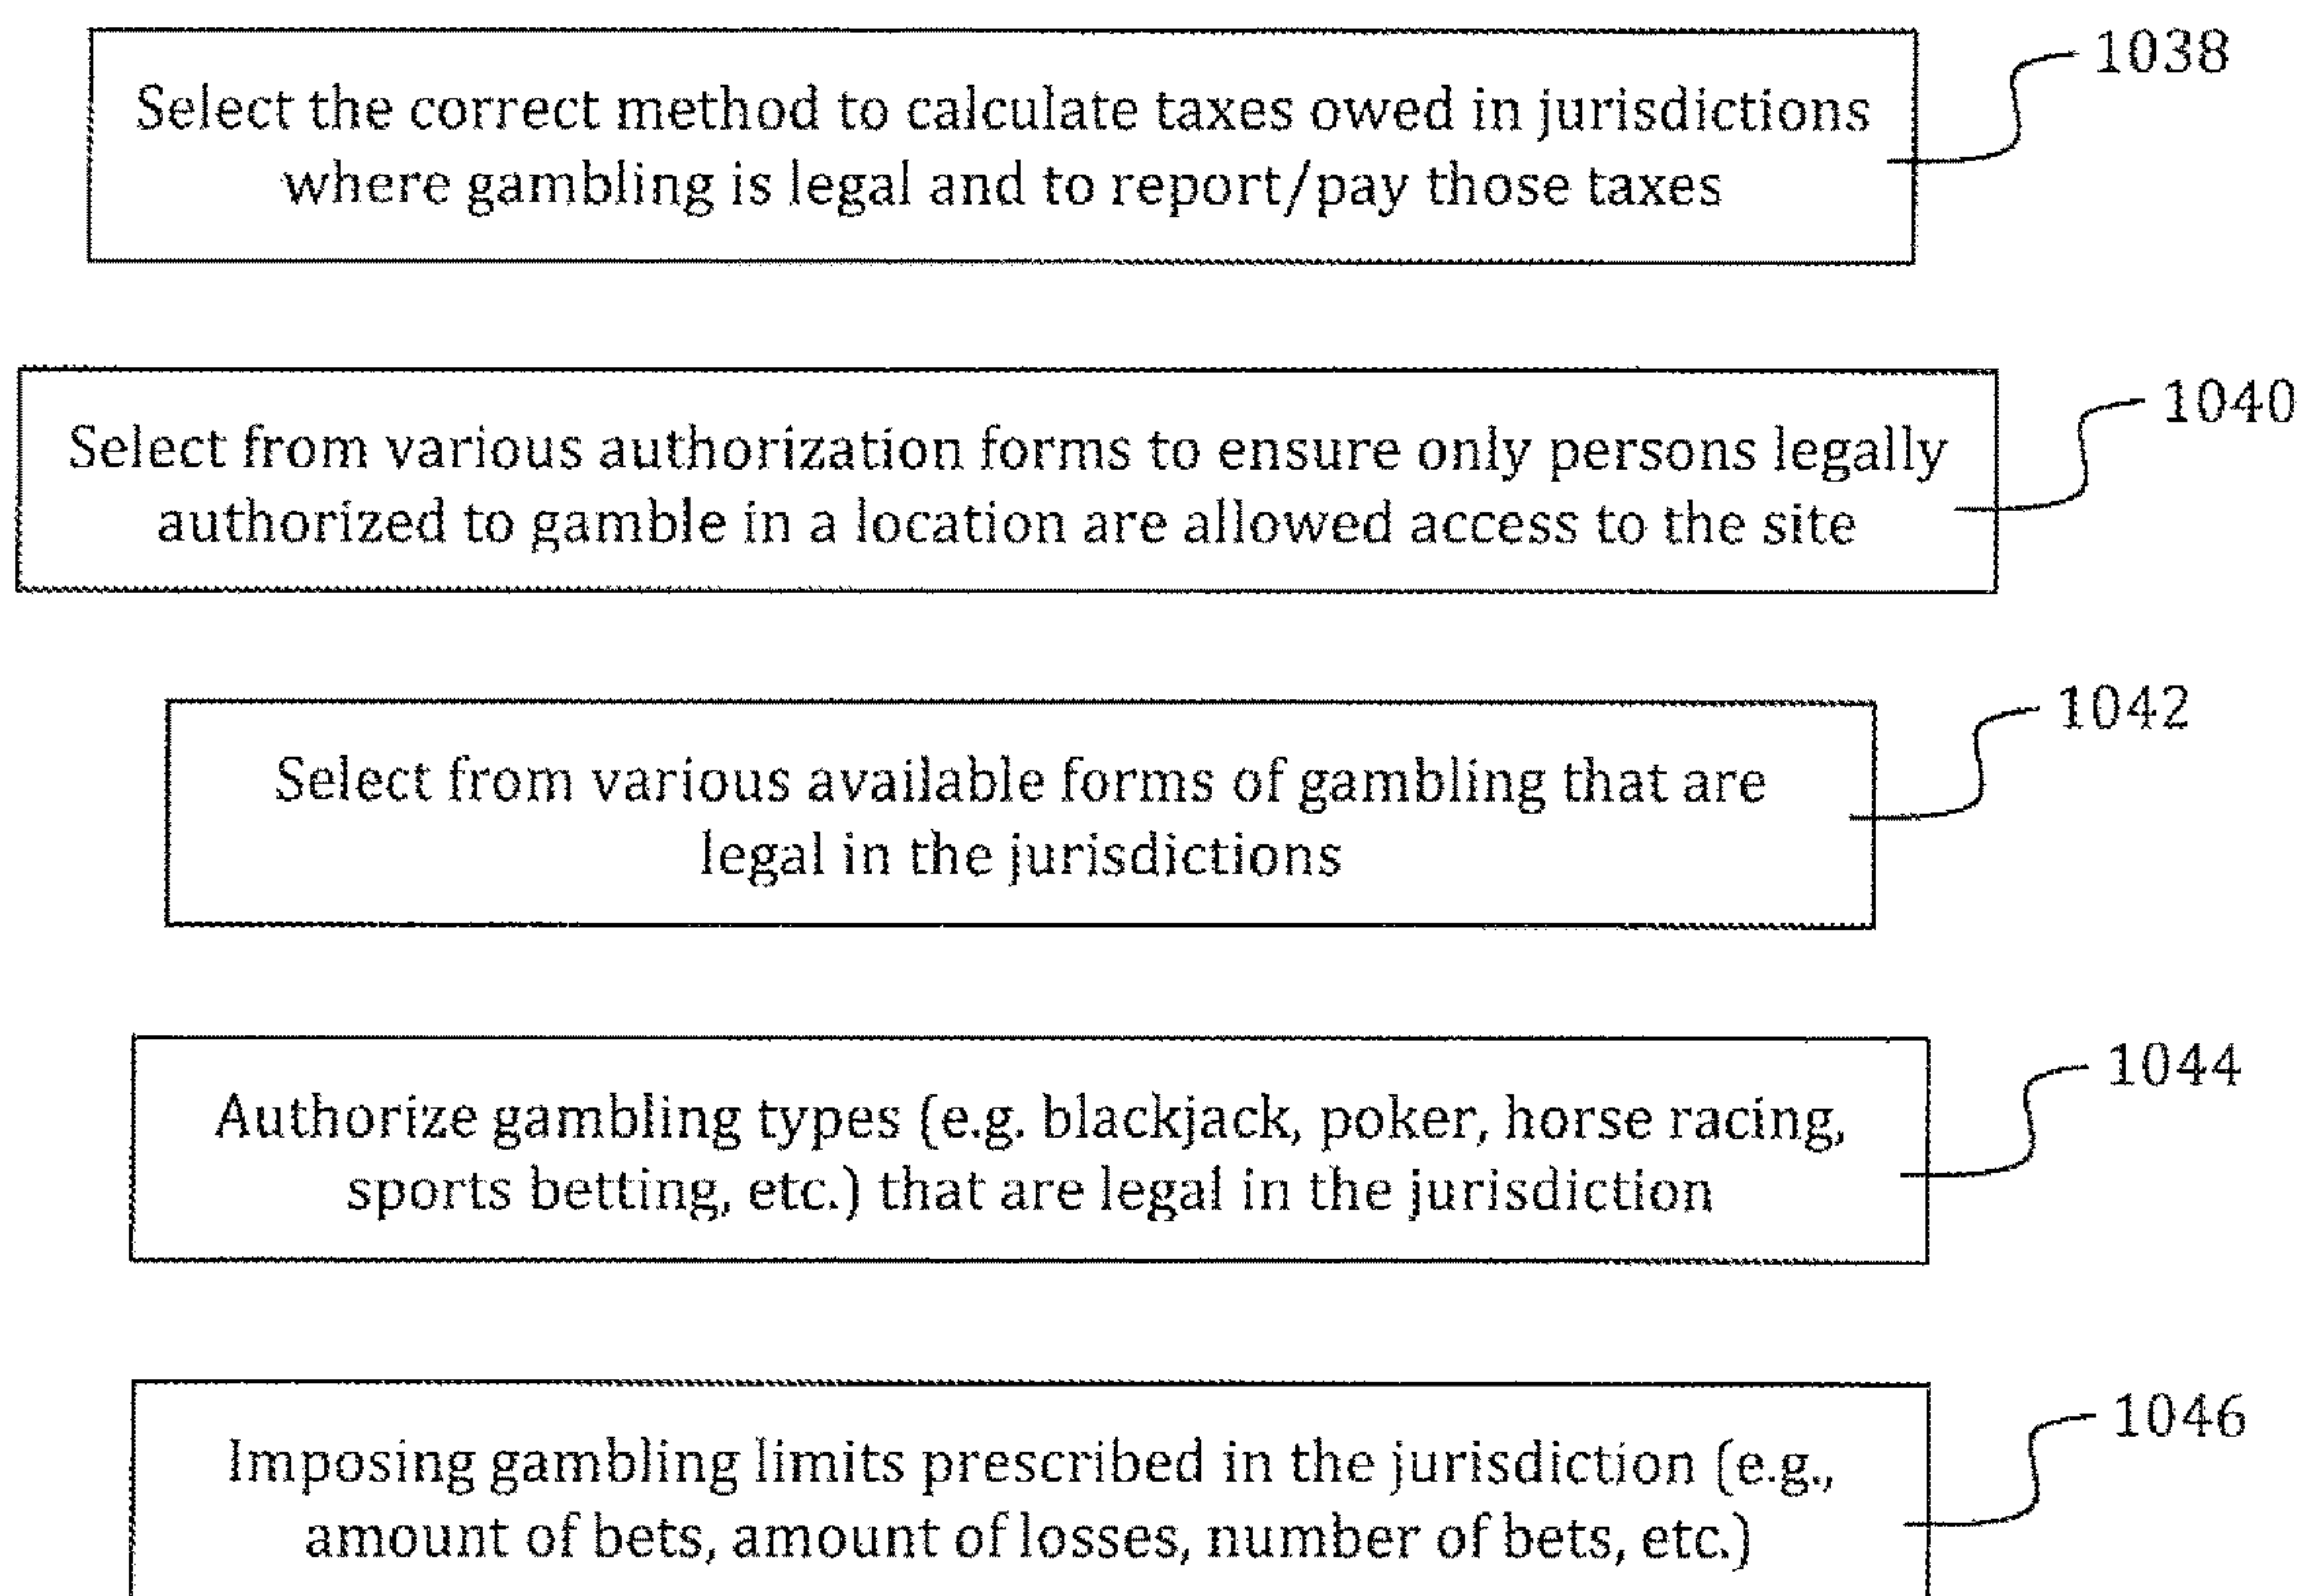 1038
Select the correct method to calculate taxes owed in jurisdictions
where gambling is legal and to report/pay those taxes
1040
Select from various authorization forms to ensure only persons legally
authorized to gamble in a location are allowed access to the site
1042
Select from various available forms of gambling that are
legal in the jurisdictions
1044
Authorize gambling types (e.g. blackjack, poker, horse racing,
sports betting, etc.) that are legal in the jurisdiction
1046
Imposing gambling limits prescribed in the jurisdiction (e.g.,
amount of bets, amount of losses, number of bets, etc.)